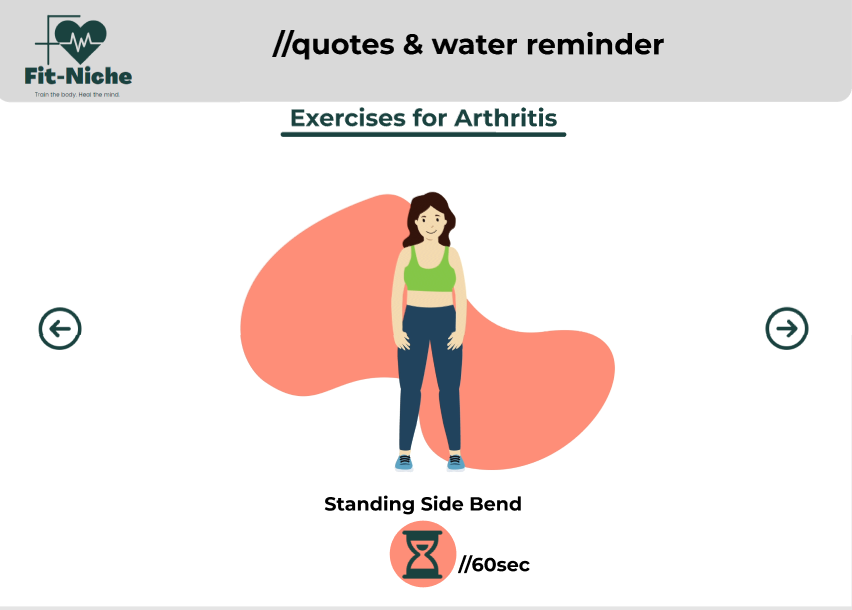 //quotes & water reminder
Fit-Niche
Train the body. Heal the mind.
Exercises for Arthritis
Standing Side Bend
//60sec